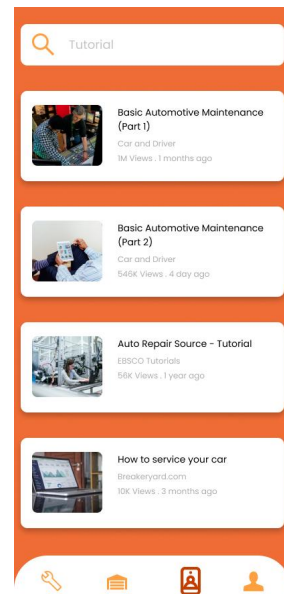 Tutorial
Basic Automotive Maintenance
(Part 1)
Car and Driver
1M Views . 1 months ago
Basic Automotive Maintenance
(Part 2)
Car and Driver
546K Views . 4 day ago
Auto Repair Source - Tutorial
EBSCO Tutorials
56K Views . 1 year ago
How to service your car
Breakeryard.com
10K Views . 3 months ago